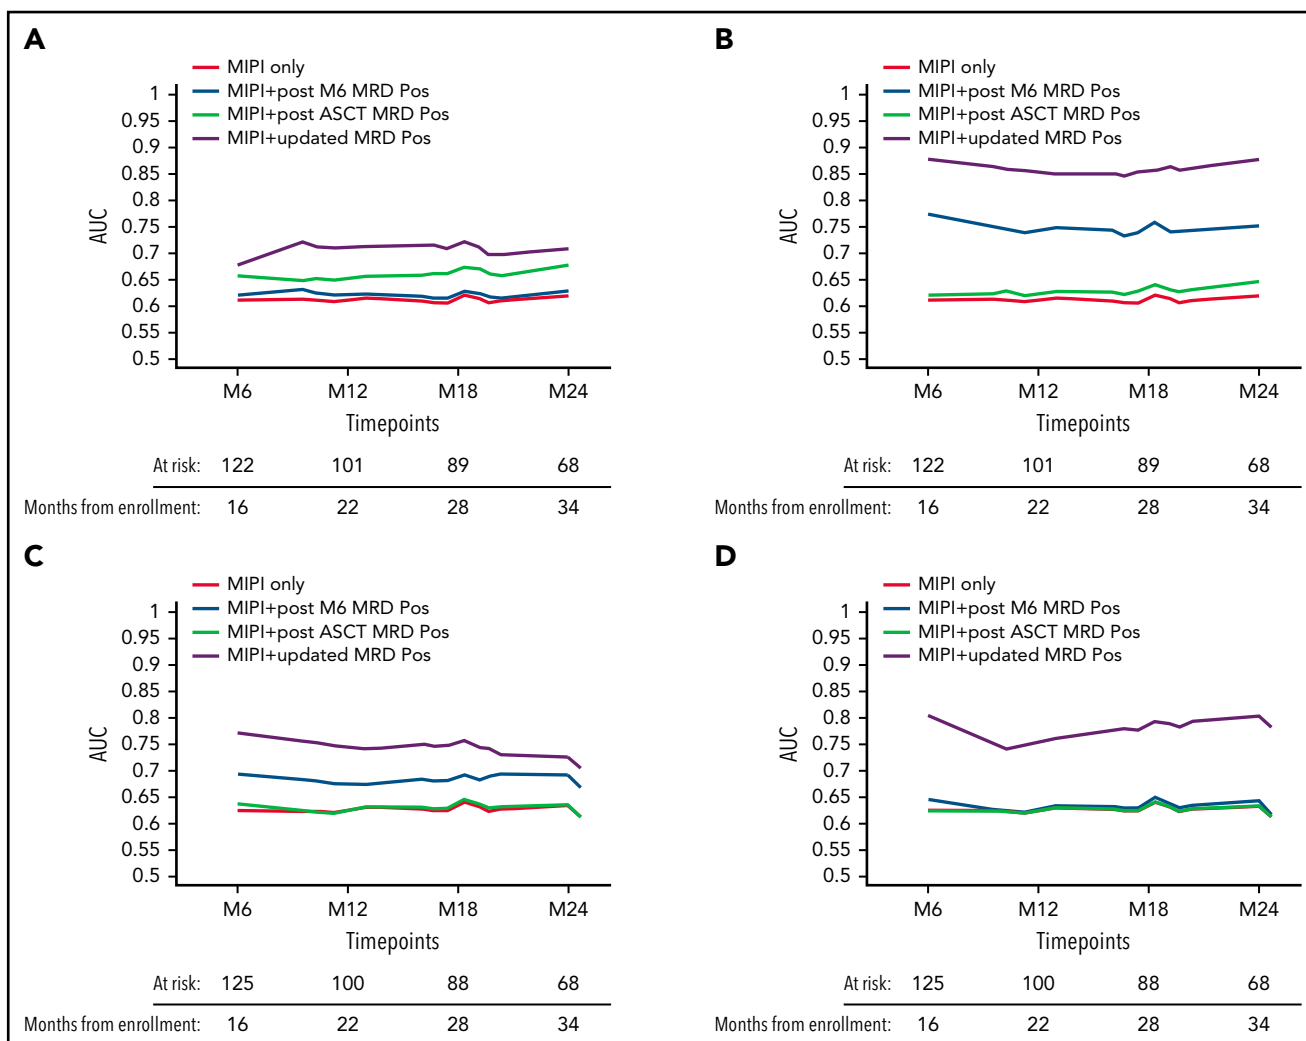 A
MIPI only
MIPI+post M6 MRD Pos
MIPI+post ASCT MRD Pos
MIPI+updated MRD Pos
1
0.95
0.9
0.85
0.8
0.75
0.7
0.65
0.6
0.55
0.5
AUC
M6 M12 M18 M24
Timepoints
At risk: 122 101 89 68
Months from enrollment: 16 22 28 34
B
MIPI only
MIPI+post M6 MRD Pos
MIPI+post ASCT MRD Pos
MIPI+updated MRD Pos
1
0.95
0.9
0.85
0.8
0.75
0.7
0.65
0.6
0.55
0.5
AUC
M6 M12 M18 M24
Timepoints
At risk: 122 101 89 68
Months from enrollment: 16 22 28 34
C
MIPI only
MIPI+post M6 MRD Pos
MIPI+post ASCT MRD Pos
MIPI+updated MRD Pos
1
0.95
0.9
0.85
0.8
0.75
0.7
0.65
0.6
0.55
0.5
AUC
M6 M12 M18 M24
Timepoints
At risk: 125 100 88 68
Months from enrollment: 16 22 28 34
D
MIPI only
MIPI+post M6 MRD Pos
MIPI+post ASCT MRD Pos
MIPI+updated MRD Pos
1
0.95
0.9
0.85
0.8
0.75
0.7
0.65
0.6
0.55
0.5
AUC
M6 M12 M18 M24
Timepoints
At risk: 125 100 88 68
Months from enrollment: 16 22 28 34